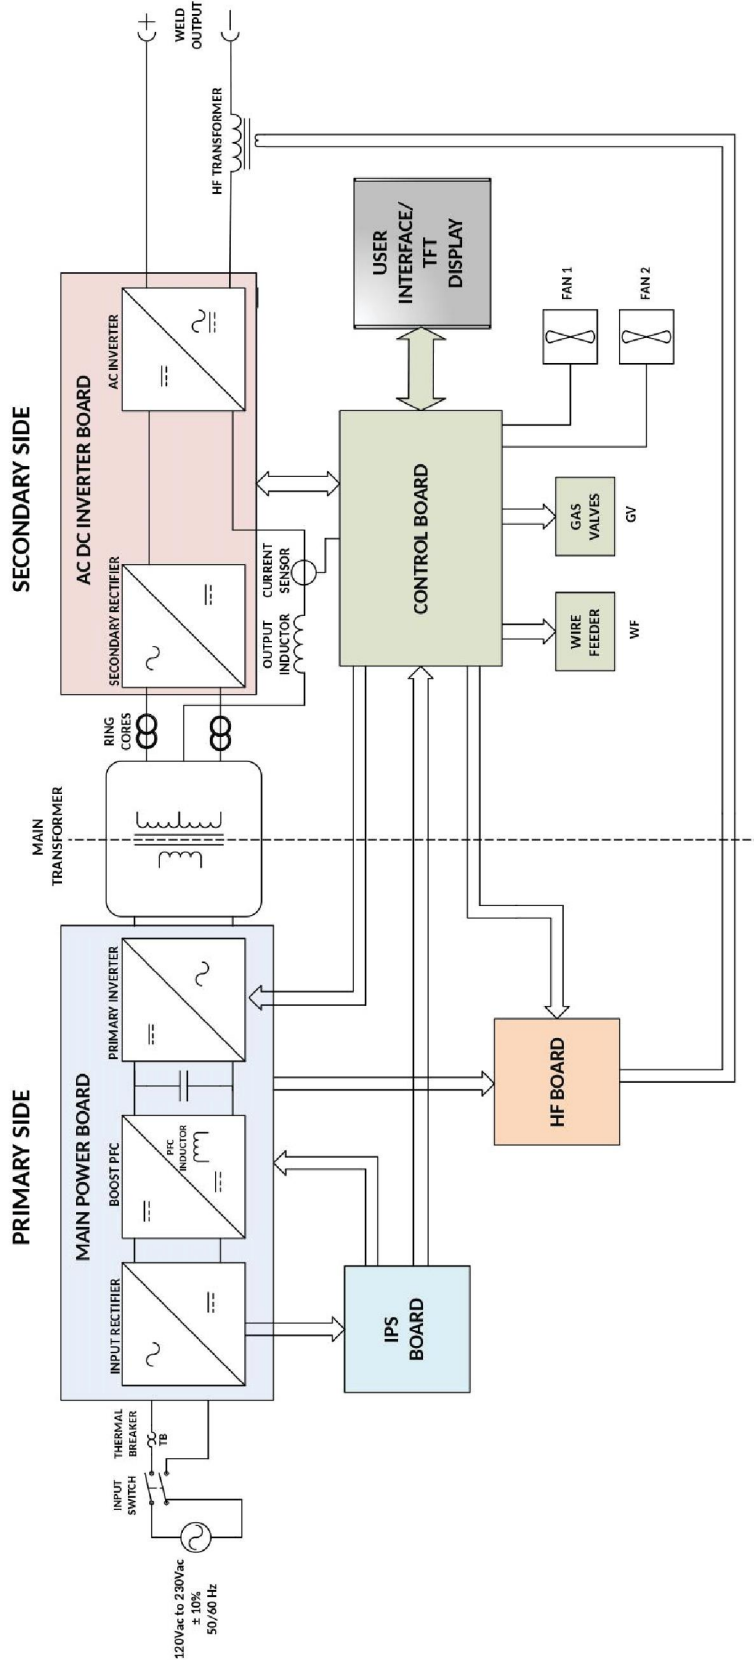 PRIMARY SIDE
SECONDARY SIDE
MAIN
TRANSFORMER
120Vac to 230Vac
± 10%
50/60 Hz
INPUT
SWITCH
THERMAL
BREAKER
TB
MAIN POWER BOARD
INPUT RECTIFIER
BOOST PFC
PFC
INDUCTOR
PRIMARY INVERTER
RING
CORES
AC DC INVERTER BOARD
SECONDARY RECTIFIER
AC INVERTER
OUTPUT
INDUCTOR
CURRENT
SENSOR
HF TRANSFORMER
+
WELD
OUTPUT
−
IPS
BOARD
CONTROL BOARD
USER
INTERFACE/
TFT
DISPLAY
HF BOARD
WIRE
FEEDER
WF
GAS
VALVES
GV
FAN 1
FAN 2